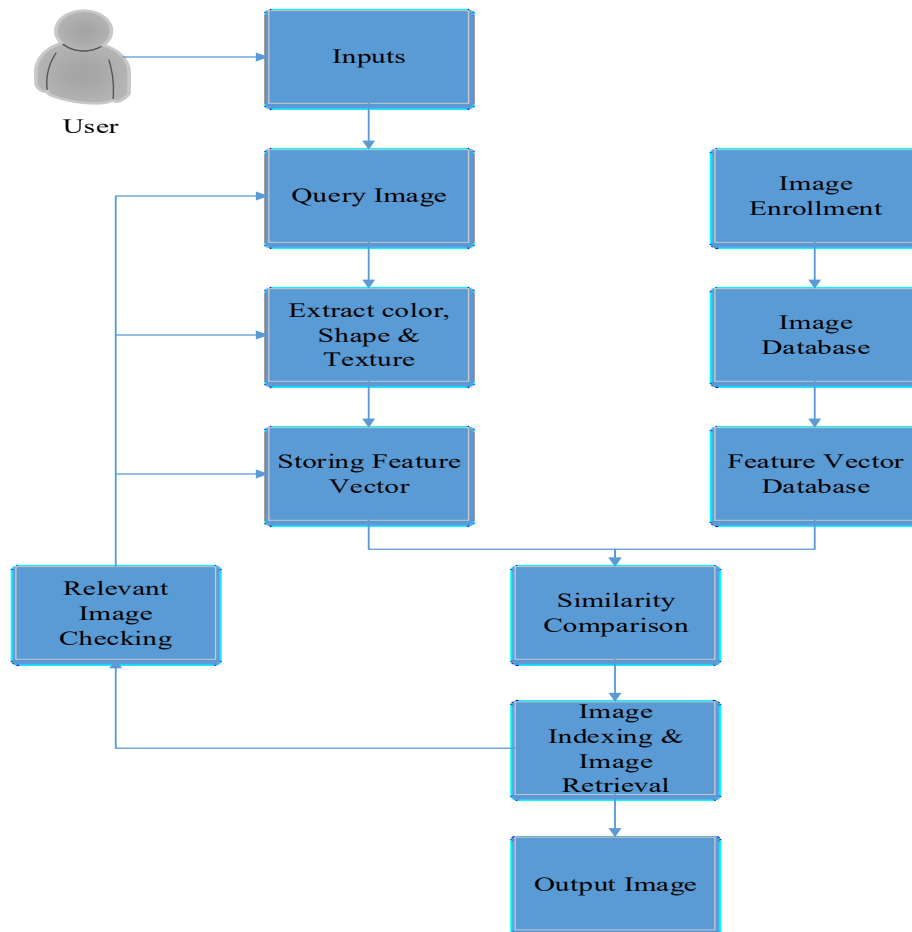 Inputs
User
Query Image
Image
Enrollment
Extract color,
Shape &
Texture
Image
Database
Storing Feature
Vector
Feature Vector
Database
Relevant
Image
Checking
Similarity
Comparison
Image
Indexing &
Image
Retrieval
Output Image